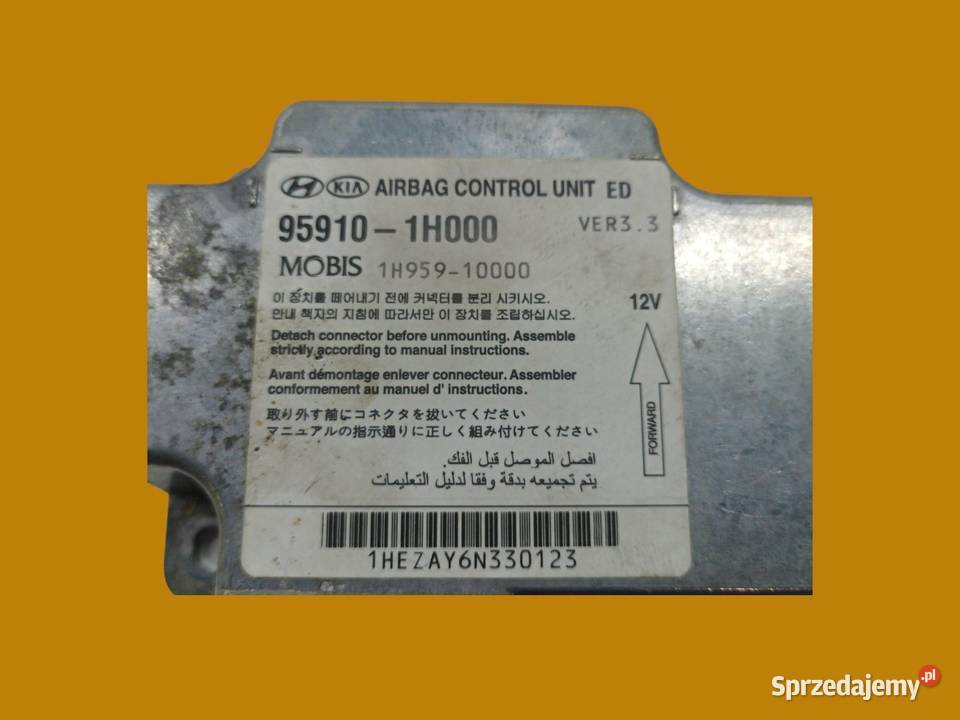 HYUNDAI KIA AIRBAG CONTROL UNIT ED
95910-1H000 VER3.3
MOBIS 1H959-10000
이 장치를 떼어내기 전에 커넥터를 분리 시키시오.
안내 책자의 지침에 따라서만 이 장치를 조립하십시오.
12V
Detach connector before unmounting. Assemble
strictly according to manual instructions.
Avant démontage enlever connecteur. Assembler
conformement au manuel d' instructions.
FORWARD
取り外す前にコネクタを抜いてください
マニュアルの指示通りに正しく組み付けてください
افصل الموصل قبل الفك.
يتم تجميعه بدقة وفقا لدليل التعليمات
1HEZAY6N330123
Sprzedajemy.pl